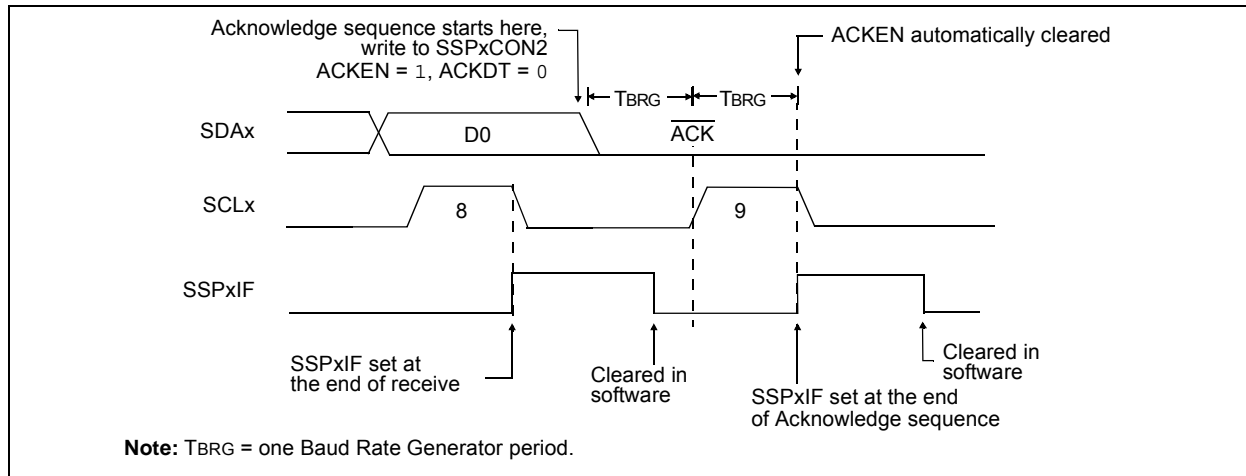 Acknowledge sequence starts here,
write to SSPxCON2
ACKEN = 1, ACKDT = 0
ACKEN automatically cleared
TBRG
TBRG
SDAx
D0
ACK
SCLx
8
9
SSPxIF
SSPxIF set at
the end of receive
Cleared in
software
SSPxIF set at the end
of Acknowledge sequence
Cleared in
software
Note: TBRG = one Baud Rate Generator period.